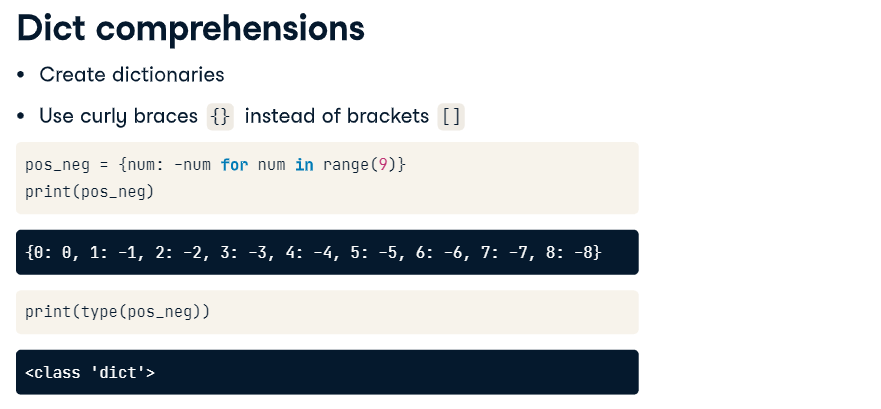 Dict comprehensions
• Create dictionaries
• Use curly braces {} instead of brackets []
pos_neg = {num: -num for num in range(9)}
print(pos_neg)
{0: 0, 1: -1, 2: -2, 3: -3, 4: -4, 5: -5, 6: -6, 7: -7, 8: -8}
print(type(pos_neg))
<class 'dict'>